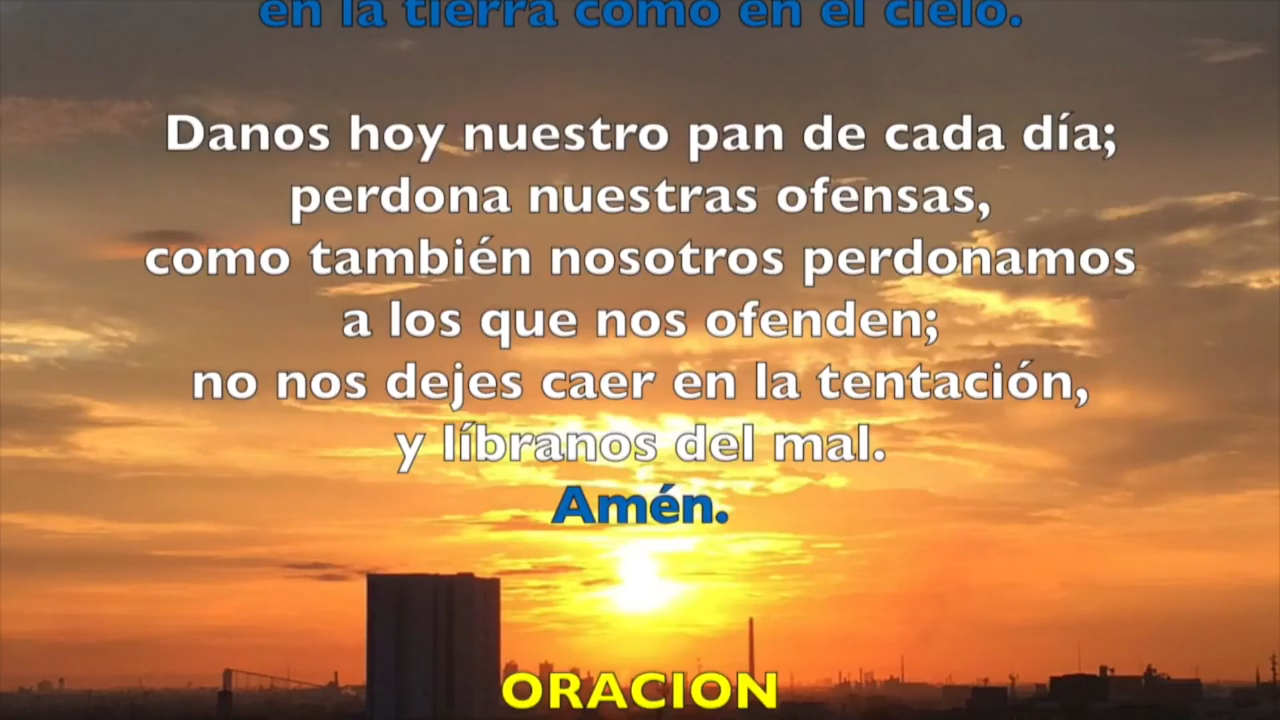 en la tierra como en el cielo.
Danos hoy nuestro pan de cada día;
perdona nuestras ofensas,
como también nosotros perdonamos
a los que nos ofenden;
no nos dejes caer en la tentación,
y líbranos del mal.
Amén.
ORACION